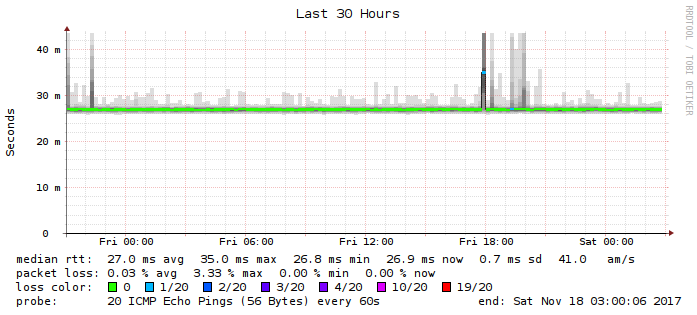 Last 30 Hours
RRDTOOL / TOBI OETIKER
Seconds
40 m
30 m
20 m
10 m
0
Fri 00:00 Fri 06:00 Fri 12:00 Fri 18:00 Sat 00:00
median rtt: 27.0 ms avg 35.0 ms max 26.8 ms min 26.9 ms now 0.7 ms sd 41.0 am/s
packet loss: 0.03 % avg 3.33 % max 0.00 % min 0.00 % now
loss color: 0 1/20 2/20 3/20 4/20 10/20 19/20
probe: 20 ICMP Echo Pings (56 Bytes) every 60s end: Sat Nov 18 03:00:06 2017